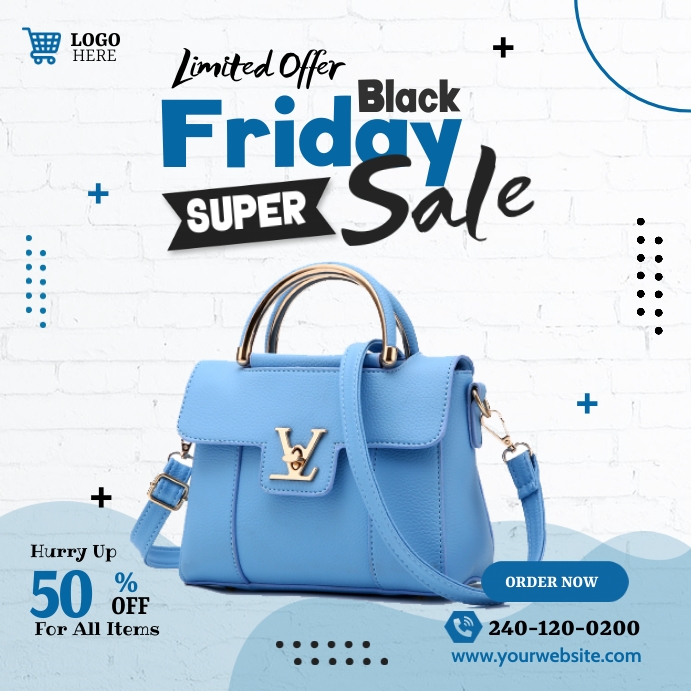 LOGO
HERE
Limited Offer
Black
Friday
SUPER
Sale
LV
Hurry Up
50 %
OFF
For All Items
ORDER NOW
240-120-0200
www.yourwebsite.com